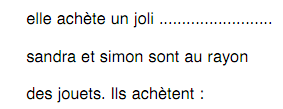 elle achète un joli .........................
sandra et simon sont au rayon
des jouets. Ils achètent :